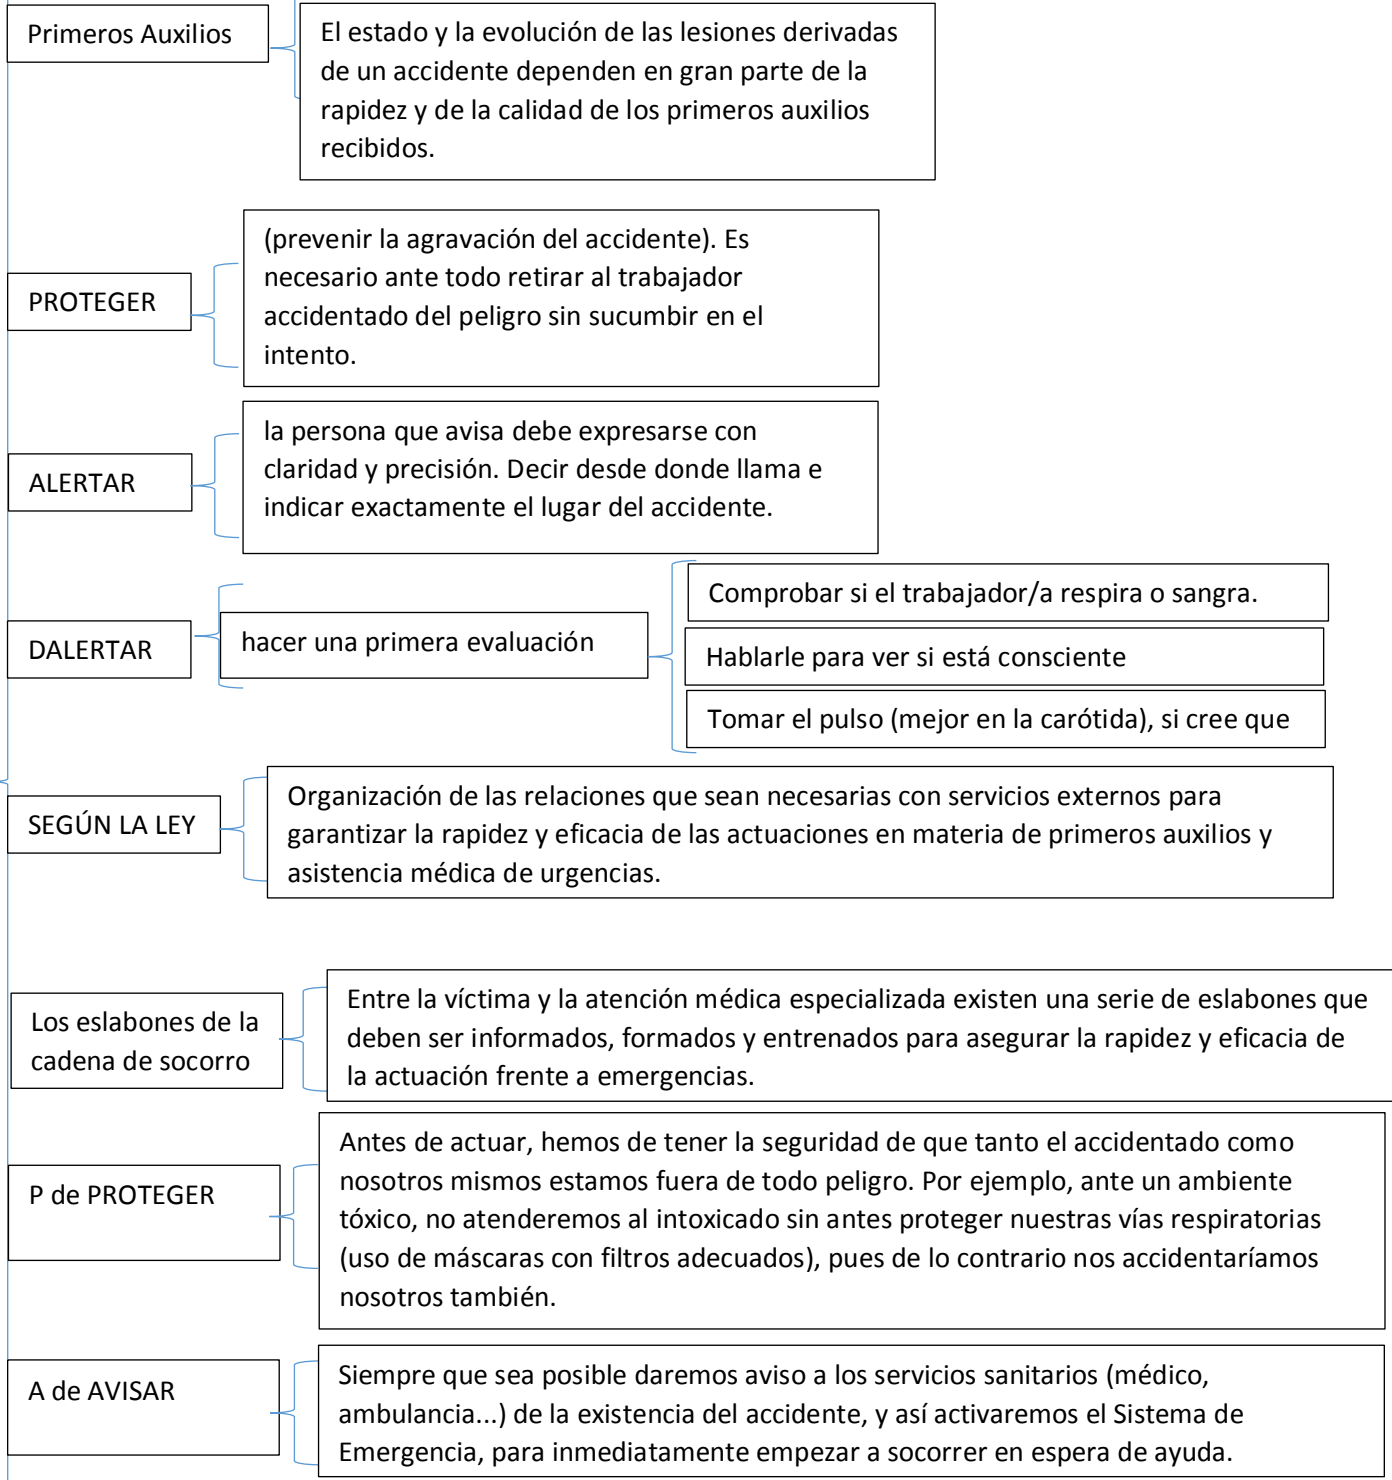 Primeros Auxilios
El estado y la evolución de las lesiones derivadas
de un accidente dependen en gran parte de la
rapidez y de la calidad de los primeros auxilios
recibidos.
PROTEGER
(prevenir la agravación del accidente). Es
necesario ante todo retirar al trabajador
accidentado del peligro sin sucumbir en el
intento.
ALERTAR
la persona que avisa debe expresarse con
claridad y precisión. Decir desde donde llama e
indicar exactamente el lugar del accidente.
DALERTAR
hacer una primera evaluación
Comprobar si el trabajador/a respira o sangra.
Hablarle para ver si está consciente
Tomar el pulso (mejor en la carótida), si cree que
SEGÚN LA LEY
Organización de las relaciones que sean necesarias con servicios externos para
garantizar la rapidez y eficacia de las actuaciones en materia de primeros auxilios y
asistencia médica de urgencias.
Los eslabones de la
cadena de socorro
Entre la víctima y la atención médica especializada existen una serie de eslabones que
deben ser informados, formados y entrenados para asegurar la rapidez y eficacia de
la actuación frente a emergencias.
P de PROTEGER
Antes de actuar, hemos de tener la seguridad de que tanto el accidentado como
nosotros mismos estamos fuera de todo peligro. Por ejemplo, ante un ambiente
tóxico, no atenderemos al intoxicado sin antes proteger nuestras vías respiratorias
(uso de máscaras con filtros adecuados), pues de lo contrario nos accidentaríamos
nosotros también.
A de AVISAR
Siempre que sea posible daremos aviso a los servicios sanitarios (médico,
ambulancia...) de la existencia del accidente, y así activaremos el Sistema de
Emergencia, para inmediatamente empezar a socorrer en espera de ayuda.